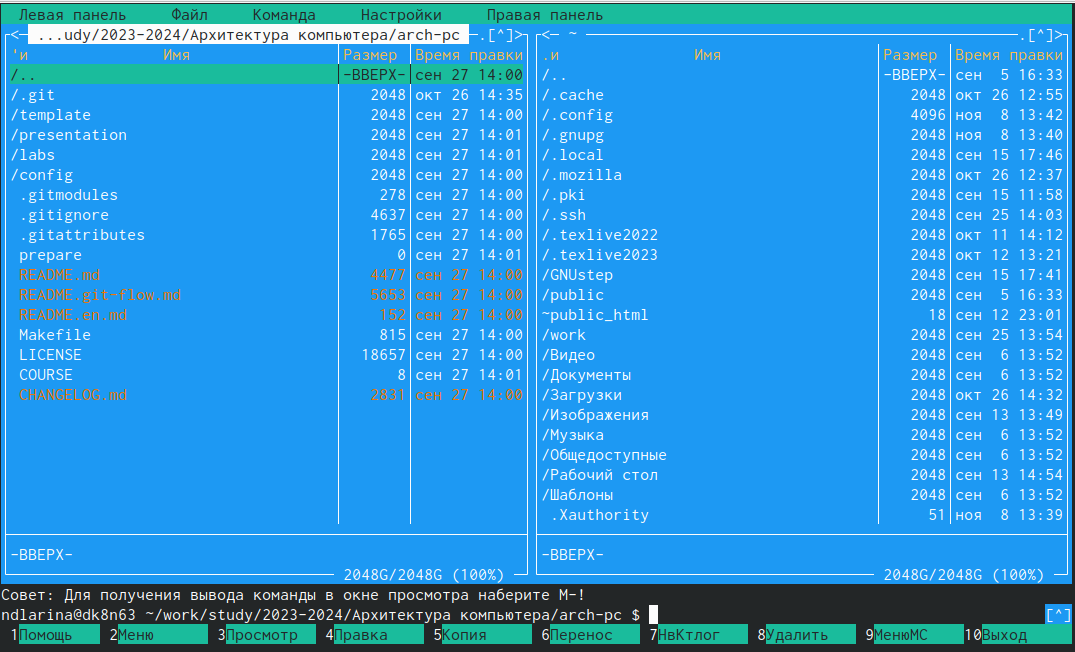 Левая панель Файл Команда Настройки Правая панель
<─ ...udy/2023-2024/Архитектура компьютера/arch-pc ─.[^]>
'и Имя Размер Время правки
/.. -ВВЕРХ- сен 27 14:00
/.git 2048 окт 26 14:35
/template 2048 сен 27 14:00
/presentation 2048 сен 27 14:01
/labs 2048 сен 27 14:01
/config 2048 сен 27 14:00
.gitmodules 278 сен 27 14:00
.gitignore 4637 сен 27 14:00
.gitattributes 1765 сен 27 14:00
prepare 0 сен 27 14:01
README.md 4477 сен 27 14:00
README.git-flow.md 5653 сен 27 14:00
README.en.md 152 сен 27 14:00
Makefile 815 сен 27 14:00
LICENSE 18657 сен 27 14:00
COURSE 8 сен 27 14:01
CHANGELOG.md 2831 сен 27 14:00
-ВВЕРХ-
2048G/2048G (100%)
<─ ~ ─.[^]>
.и Имя Размер Время правки
/.. -ВВЕРХ- сен 5 16:33
/.cache 2048 окт 26 12:55
/.config 4096 ноя 8 13:42
/.gnupg 2048 ноя 8 13:40
/.local 2048 сен 15 17:46
/.mozilla 2048 окт 26 12:37
/.pki 2048 сен 15 11:58
/.ssh 2048 сен 25 14:03
/.texlive2022 2048 окт 11 14:12
/.texlive2023 2048 окт 12 13:21
/GNUstep 2048 сен 15 17:41
/public 2048 сен 5 16:33
~public_html 18 сен 12 23:01
/work 2048 сен 25 13:54
/Видео 2048 сен 6 13:52
/Документы 2048 сен 6 13:52
/Загрузки 2048 окт 26 14:32
/Изображения 2048 сен 13 13:49
/Музыка 2048 сен 6 13:52
/Общедоступные 2048 сен 6 13:52
/Рабочий стол 2048 сен 13 14:54
/Шаблоны 2048 сен 6 13:52
.Xauthority 51 ноя 8 13:39
-ВВЕРХ-
2048G/2048G (100%)
Совет: Для получения вывода команды в окне просмотра наберите M-!
ndlarina@dk8n63 ~/work/study/2023-2024/Архитектура компьютера/arch-pc $ [^]
1Помощь 2Меню 3Просмотр 4Правка 5Копия 6Перенос 7НвКтлог 8Удалить 9МенюMC 10Выход